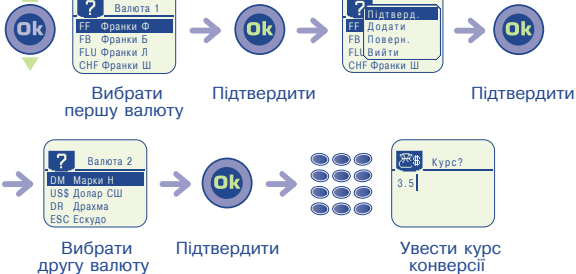 Ok
? Валюта 1
FF Франки Ф
FB Франки Б
FLU Франки Л
CHF Франки Ш
Ok
?
Підтверд.
FF Додати
FB Поверн.
FLU Вийти
CHF Франки Ш
Ok
Вибрати
першу валюту
Підтвердити
Підтвердити
? Валюта 2
DM Марки Н
US$ Долар СШ
DR Драхма
ESC Ескудо
Ok
$ Курс?
3.5
Вибрати
другу валюту
Підтвердити
Увести курс
конверсії